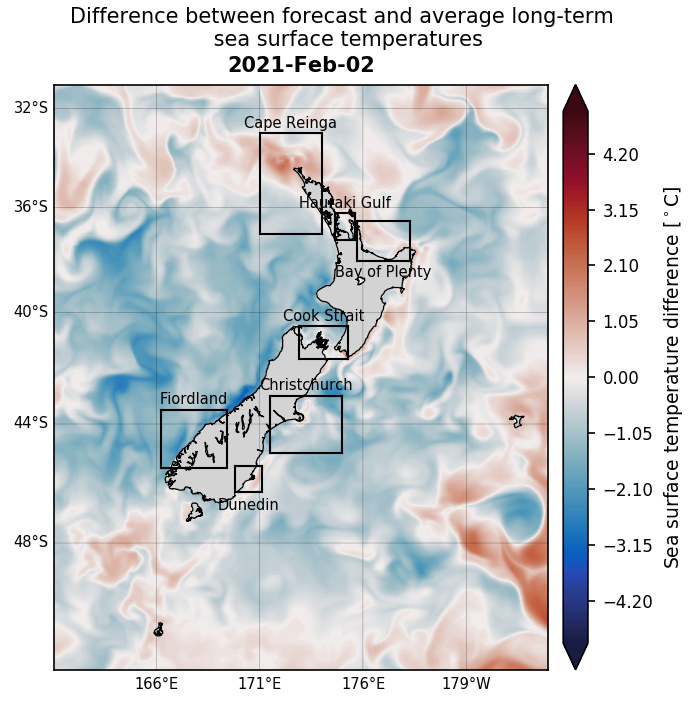 Difference between forecast and average long-term
sea surface temperatures
2021-Feb-02
32°S
36°S
40°S
44°S
48°S
166°E
171°E
176°E
179°W
Cape Reinga
Hauraki Gulf
Bay of Plenty
Cook Strait
Christchurch
Fiordland
Dunedin
4.20
3.15
2.10
1.05
0.00
−1.05
−2.10
−3.15
−4.20
Sea surface temperature difference [ °C]